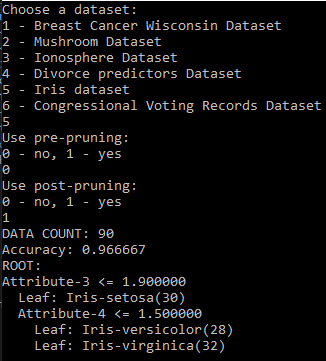 Choose a dataset:
1 - Breast Cancer Wisconsin Dataset
2 - Mushroom Dataset
3 - Ionosphere Dataset
4 - Divorce predictors Dataset
5 - Iris dataset
6 - Congressional Voting Records Dataset
5
Use pre-pruning:
0 - no, 1 - yes
0
Use post-pruning:
0 - no, 1 - yes
1
DATA COUNT: 90
Accuracy: 0.966667
ROOT:
Attribute-3 <= 1.900000
  Leaf: Iris-setosa(30)
  Attribute-4 <= 1.500000
    Leaf: Iris-versicolor(28)
    Leaf: Iris-virginica(32)